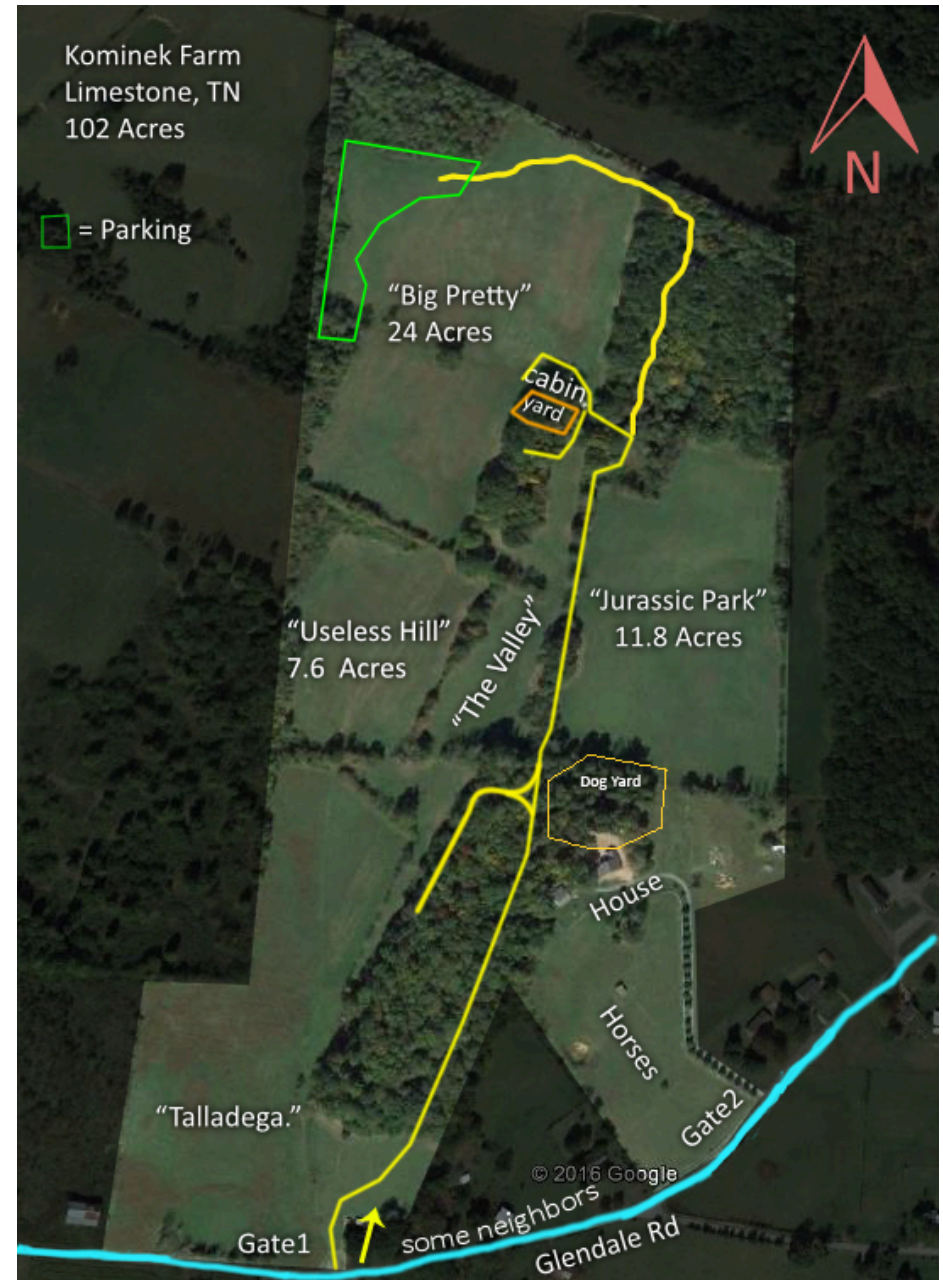 Kominek Farm
Limestone, TN
102 Acres
N
= Parking
“Big Pretty”
24 Acres
cabin
yard
“Jurassic Park”
11.8 Acres
“Useless Hill”
7.6 Acres
“The Valley”
Dog Yard
House
Horses
“Talladega.”
Gate2
© 2016 Google
some neighbors
Gate1
Glendale Rd